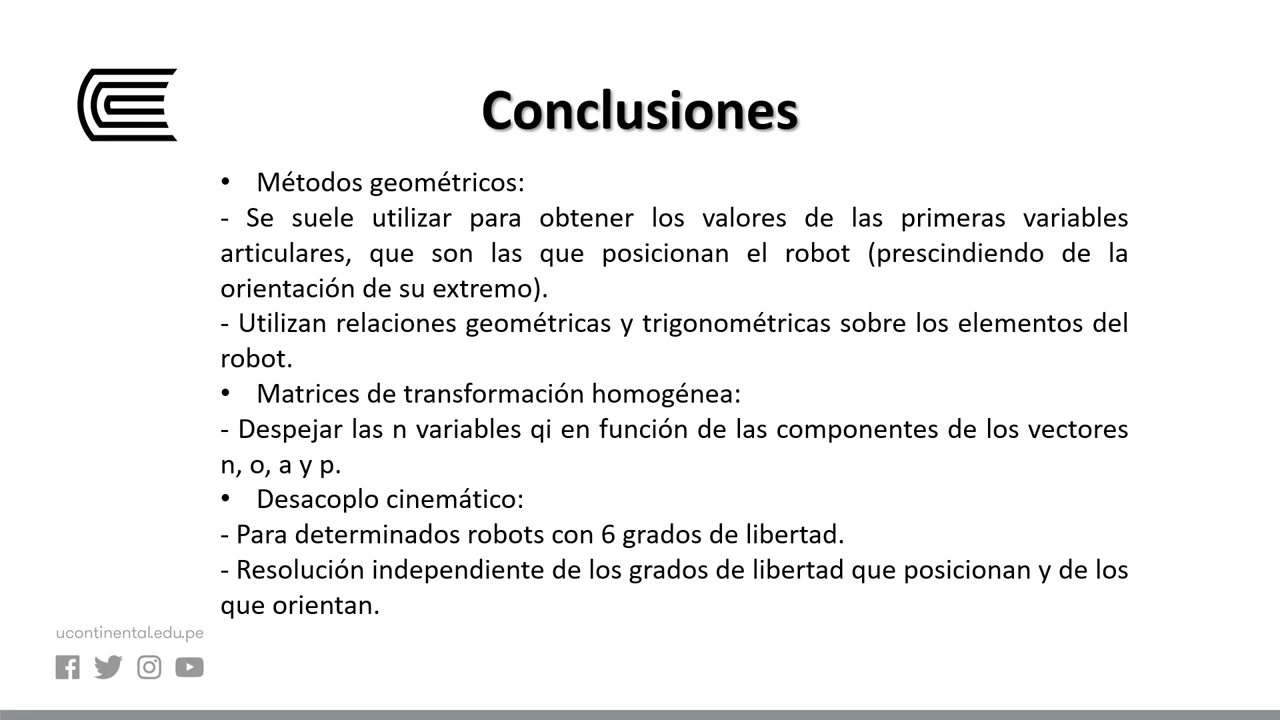 Conclusiones
• Métodos geométricos:
- Se suele utilizar para obtener los valores de las primeras variables
articulares, que son las que posicionan el robot (prescindiendo de la
orientación de su extremo).
- Utilizan relaciones geométricas y trigonométricas sobre los elementos del
robot.
• Matrices de transformación homogénea:
- Despejar las n variables qi en función de las componentes de los vectores
n, o, a y p.
• Desacoplo cinemático:
- Para determinados robots con 6 grados de libertad.
- Resolución independiente de los grados de libertad que posicionan y de los
que orientan.
ucontinental.edu.pe